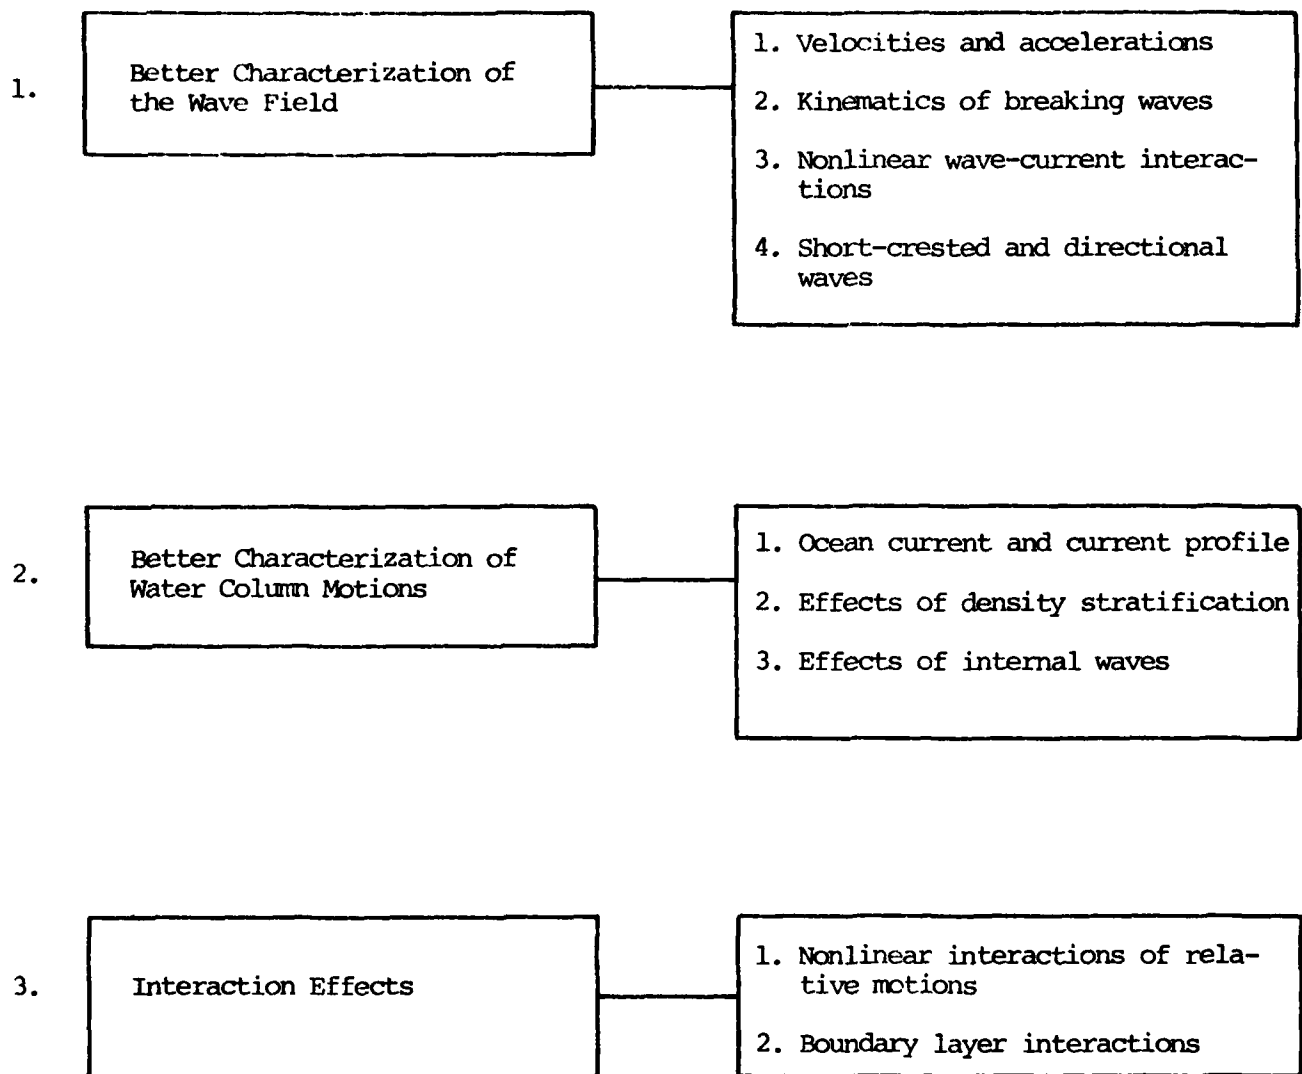 1.
Better Characterization of
the Wave Field
1. Velocities and accelerations
2. Kinematics of breaking waves
3. Nonlinear wave-current interac-
tions
4. Short-crested and directional
waves
2.
Better Characterization of
Water Column Motions
1. Ocean current and current profile
2. Effects of density stratification
3. Effects of internal waves
3.
Interaction Effects
1. Nonlinear interactions of rela-
tive motions
2. Boundary layer interactions